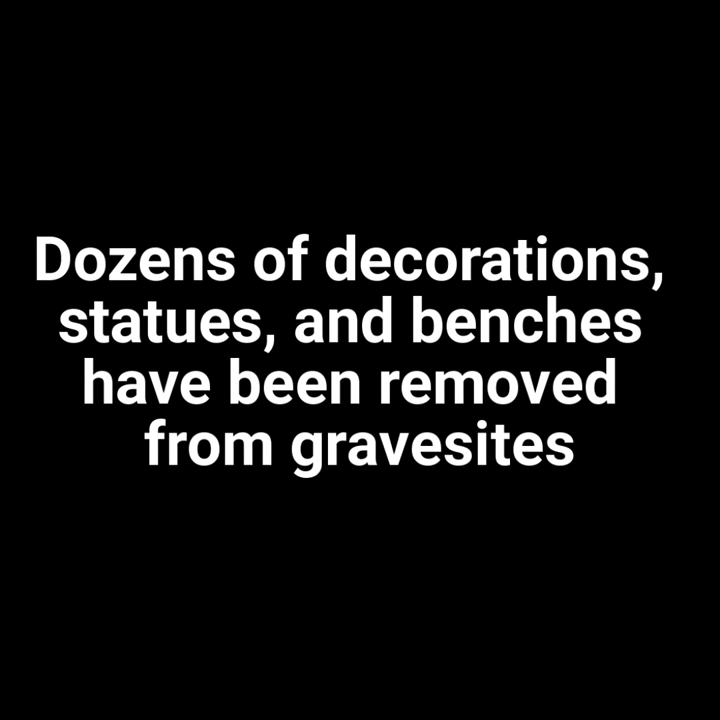 Dozens of decorations,
statues, and benches
have been removed
from gravesites